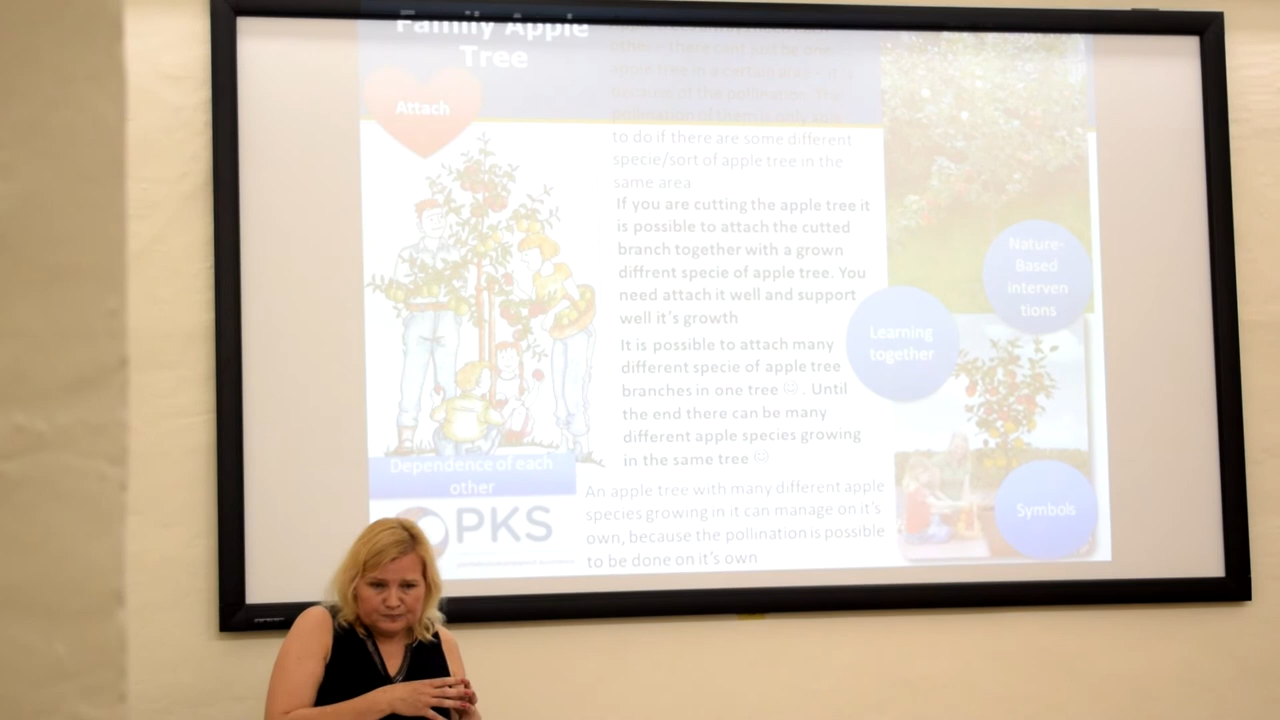 Family Apple
Tree
Attach
other – there cant just be one
apple tree in a certain area – it is
because of the pollination. The
pollination of them is only able
to do if there are some different
specie/sort of apple tree in the
same area
If you are cutting the apple tree it
is possible to attach the cutted
branch together with a grown
diffrent specie of apple tree. You
need attach it well and support
well it's growth
It is possible to attach many
different specie of apple tree
branches in one tree ☺ . Until
the end there can be many
different apple species growing
in the same tree ☺
An apple tree with many different apple
species growing in it can manage on it's
own, because the pollination is possible
to be done on it's own
Dependence of each
other
PKS
Nature-
Based
interven
tions
Learning
together
Symbols